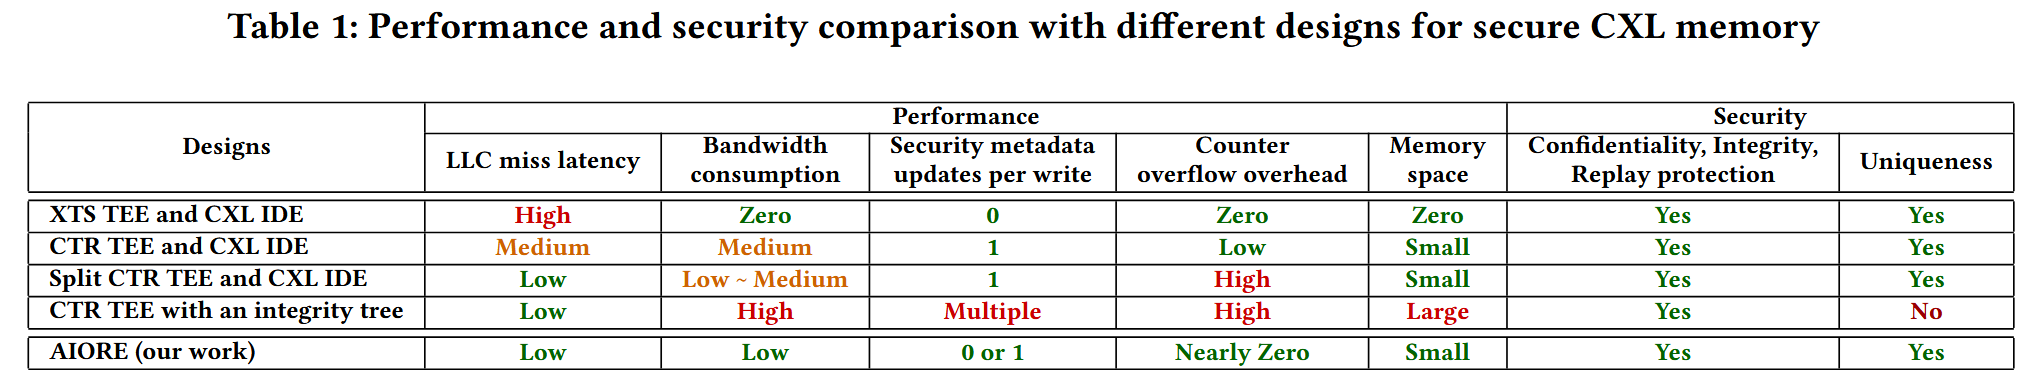 Table 1: Performance and security comparison with different designs for secure CXL memory
Designs Performance Security
LLC miss latency Bandwidth consumption Security metadata updates per write Counter overflow overhead Memory space Confidentiality, Integrity, Replay protection Uniqueness
XTS TEE and CXL IDE High Zero 0 Zero Zero Yes Yes
CTR TEE and CXL IDE Medium Medium 1 Low Small Yes Yes
Split CTR TEE and CXL IDE Low Low ~ Medium 1 High Small Yes Yes
CTR TEE with an integrity tree Low High Multiple High Large Yes No
AIORE (our work) Low Low 0 or 1 Nearly Zero Small Yes Yes